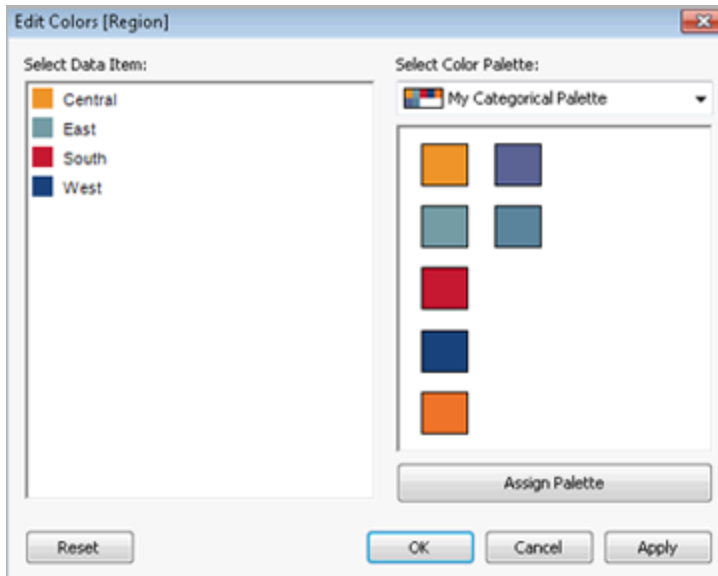 Edit Colors [Region]
Select Data Item:
Central
East
South
West
Select Color Palette:
My Categorical Palette
Assign Palette
Reset
OK
Cancel
Apply